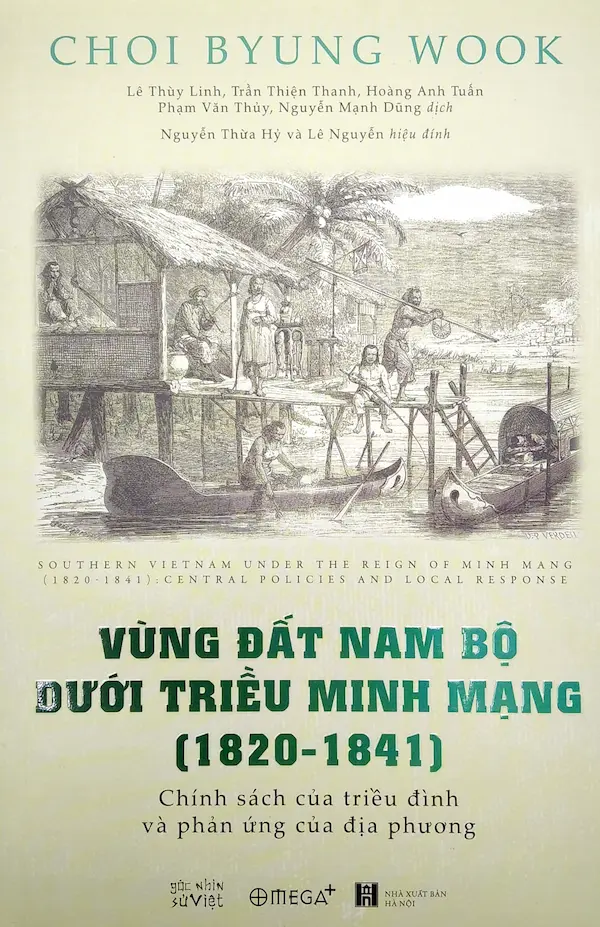 CHOI BYUNG WOOK
Lê Thùy Linh, Trần Thiện Thanh, Hoàng Anh Tuấn
Phạm Văn Thủy, Nguyễn Mạnh Dũng dịch
Nguyễn Thừa Hỷ và Lê Nguyễn hiệu đính
SOUTHERN VIETNAM UNDER THE REIGN OF MINH MANG
(1820-1841): CENTRAL POLICIES AND LOCAL RESPONSE
VÙNG ĐẤT NAM BỘ
DƯỚI TRIỀU MINH MẠNG
(1820-1841)
Chính sách của triều đình
và phản ứng của địa phương
góc nhìn
sử Việt
OMEGA+
NHÀ XUẤT BẢN
HÀ NỘI